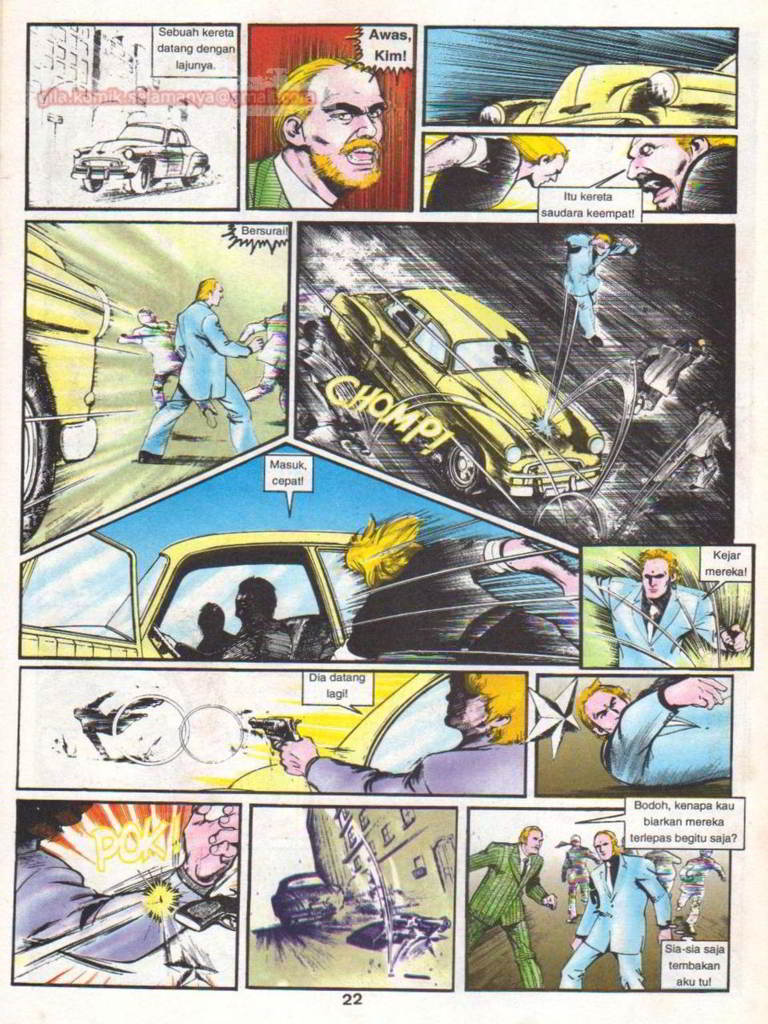 Sebuah kereta
datang dengan
lajunya.
Awas,
Kim!
Itu kereta
saudara keempat!
Bersurai!
CHOMP!
Masuk,
cepat!
Kejar
mereka!
Dia datang
lagi!
POK!
Bodoh, kenapa kau
biarkan mereka
terlepas begitu saja?
Sia-sia saja
tembakan
aku tu!
22